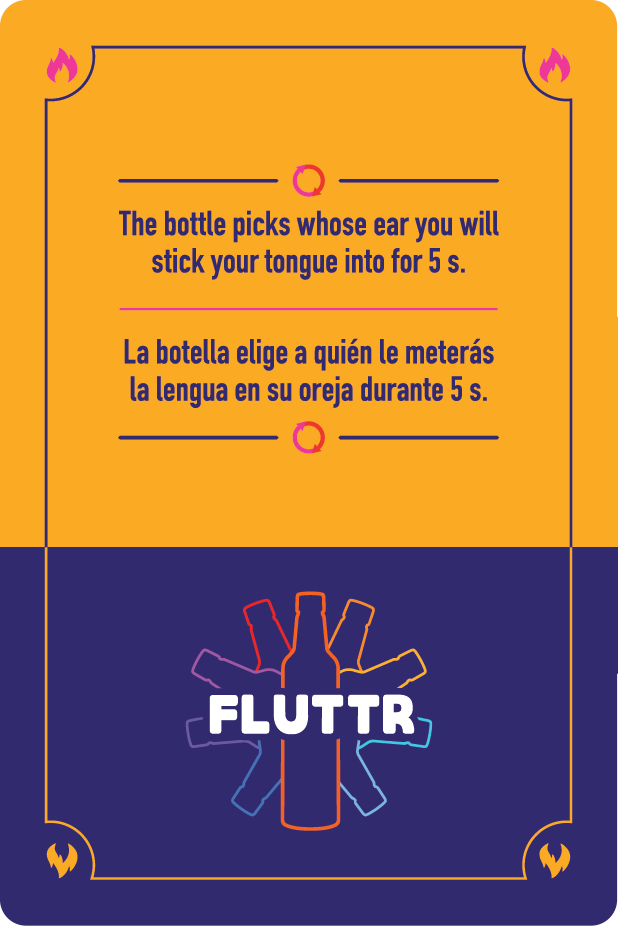 The bottle picks whose ear you will
stick your tongue into for 5 s.
La botella elige a quién le meterás
la lengua en su oreja durante 5 s.
FLUTTR